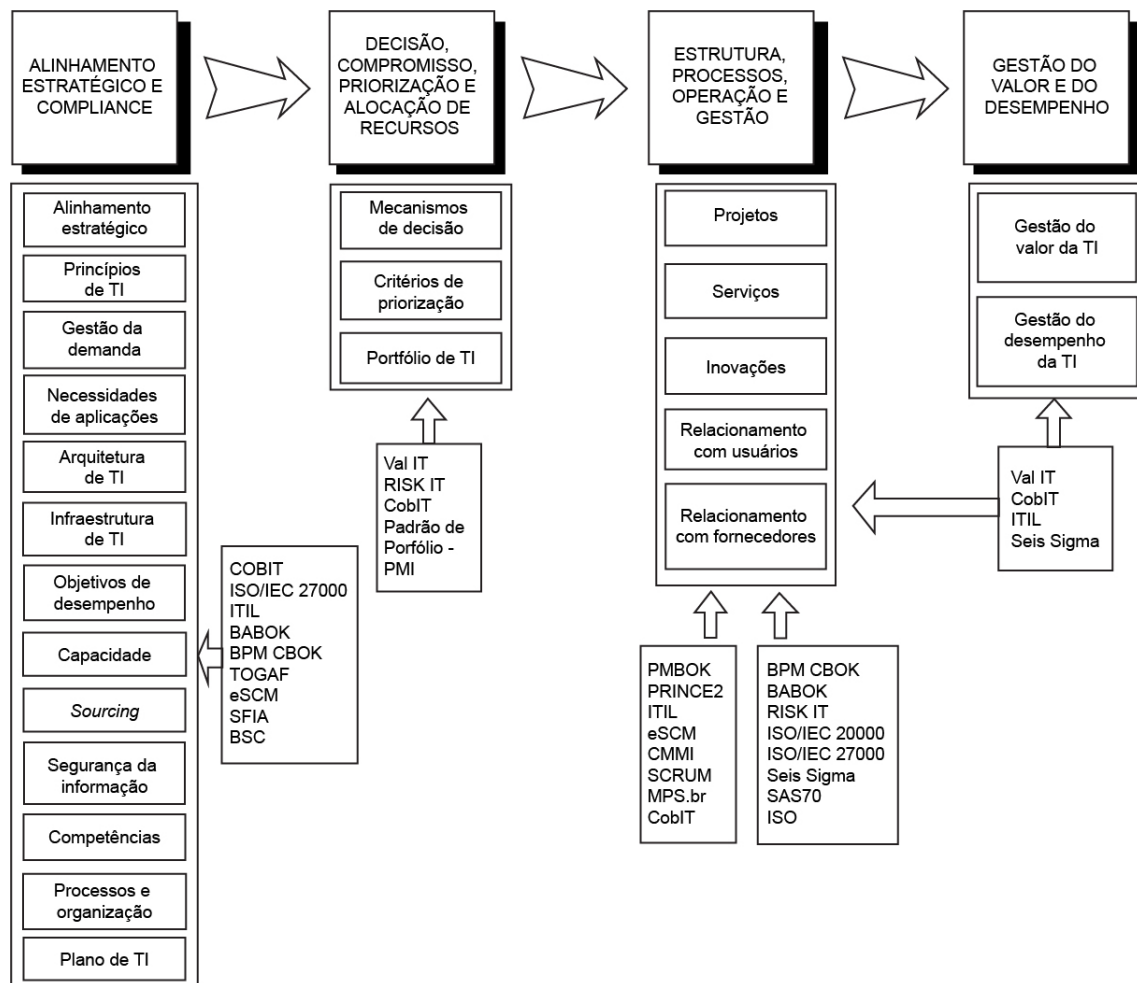 ALINHAMENTO
ESTRATÉGICO E
COMPLIANCE
DECISÃO,
COMPROMISSO,
PRIORIZAÇÃO E
ALOCAÇÃO DE
RECURSOS
ESTRUTURA,
PROCESSOS,
OPERAÇÃO E
GESTÃO
GESTÃO DO
VALOR E DO
DESEMPENHO
Alinhamento
estratégico
Princípios
de TI
Gestão da
demanda
Necessidades
de aplicações
Arquitetura
de TI
Infraestrutura
de TI
Objetivos de
desempenho
Capacidade
Sourcing
Segurança da
informação
Competências
Processos e
organização
Plano de TI
COBIT
ISO/IEC 27000
ITIL
BABOK
BPM CBOK
TOGAF
eSCM
SFIA
BSC
Mecanismos
de decisão
Critérios de
priorização
Portfólio de TI
Val IT
RISK IT
CobIT
Padrão de
Porfólio -
PMI
Projetos
Serviços
Inovações
Relacionamento
com usuários
Relacionamento
com fornecedores
PMBOK
PRINCE2
ITIL
eSCM
CMMI
SCRUM
MPS.br
CobIT
BPM CBOK
BABOK
RISK IT
ISO/IEC 20000
ISO/IEC 27000
Seis Sigma
SAS70
ISO
Gestão do
valor da TI
Gestão do
desempenho
da TI
Val IT
CobIT
ITIL
Seis Sigma